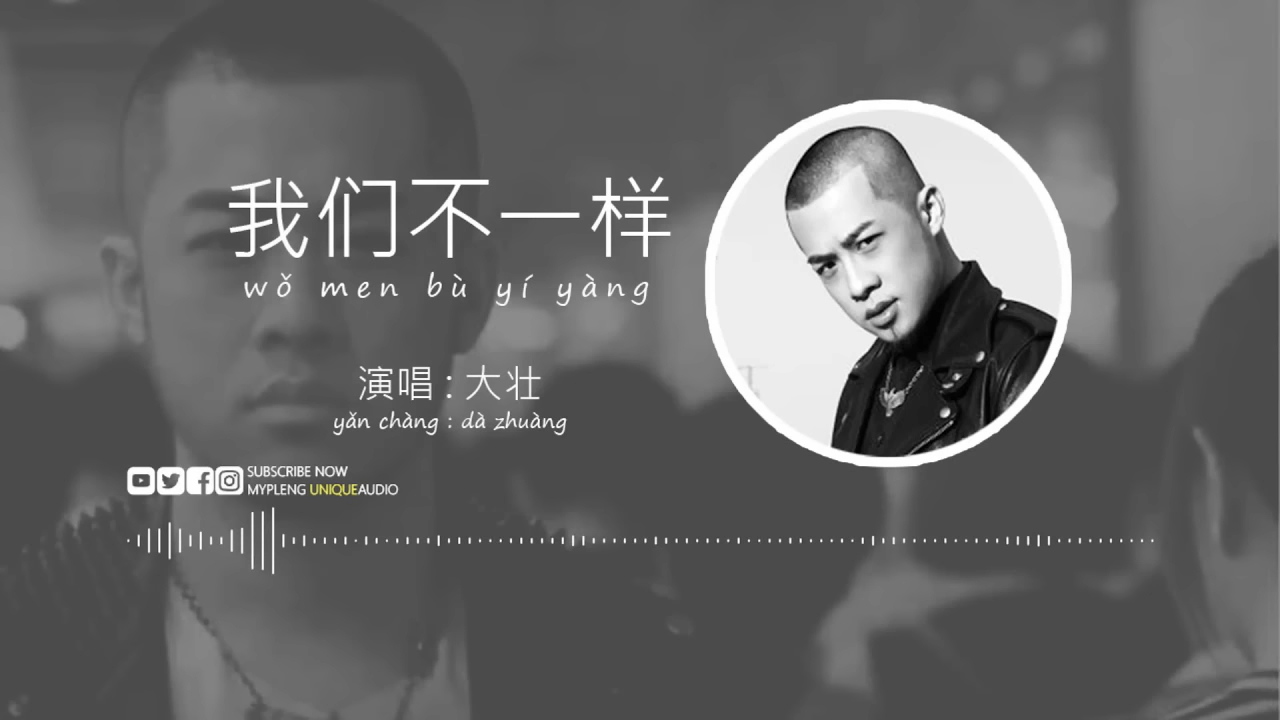 我们不一样
wǒ men bù yí yàng
演唱 : 大壮
yǎn chàng : dà zhuàng
SUBSCRIBE NOW
MYPLENG UNIQUEAUDIO